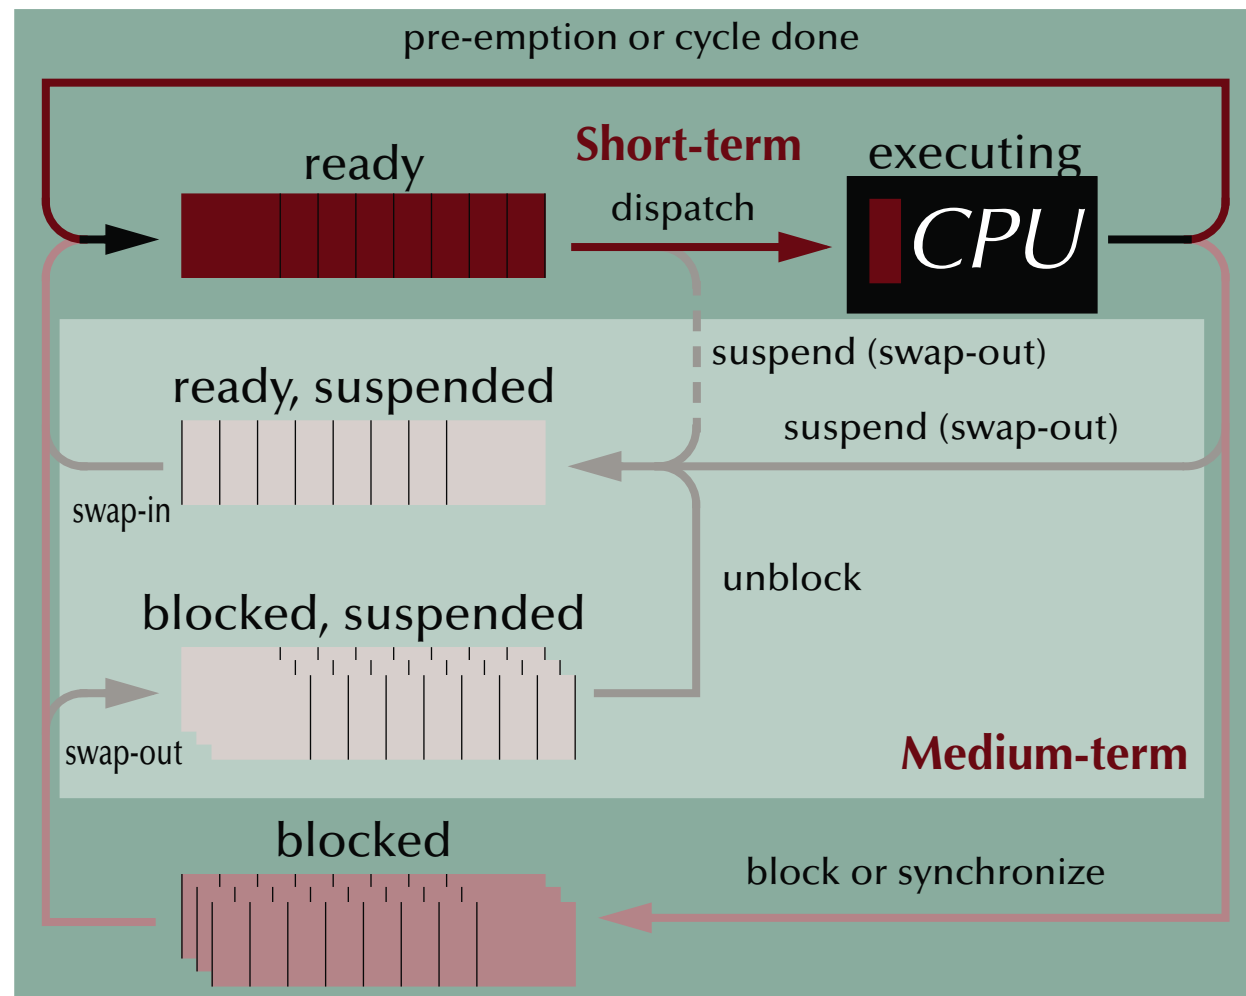 pre-emption or cycle done
ready
Short-term
dispatch
executing
CPU
suspend (swap-out)
ready, suspended
suspend (swap-out)
swap-in
unblock
blocked, suspended
swap-out
Medium-term
blocked
block or synchronize